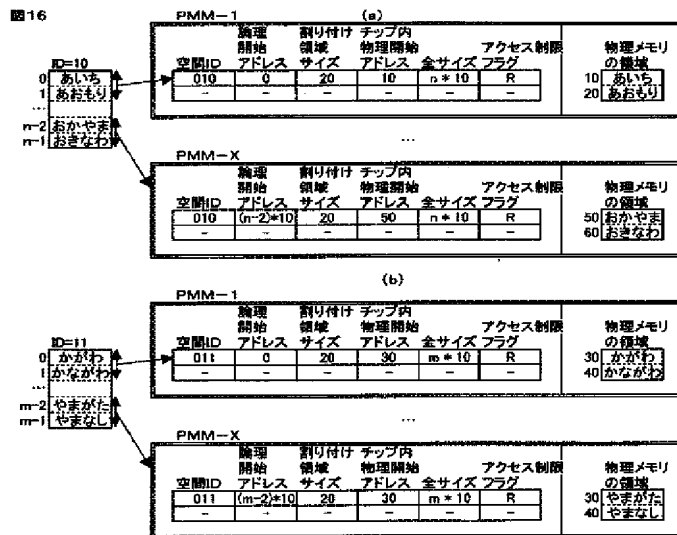 図16
(a)
ID=10
0 あいち
1 あおもり
...
n-2 おかやま
n-1 おきなわ
PMM-1
空間ID 論理開始アドレス 割り付け領域サイズ チップ内物理開始アドレス 全サイズ アクセス制限フラグ 物理メモリの領域
010 0 20 10 n*10 R
- - - - - -
10 あいち
20 あおもり
...
PMM-X
空間ID 論理開始アドレス 割り付け領域サイズ チップ内物理開始アドレス 全サイズ アクセス制限フラグ 物理メモリの領域
010 (n-2)*10 20 50 n*10 R
- - - - - -
50 おかやま
60 おきなわ
(b)
ID=11
0 かがわ
1 かながわ
...
m-2 やまがた
m-1 やまなし
PMM-1
空間ID 論理開始アドレス 割り付け領域サイズ チップ内物理開始アドレス 全サイズ アクセス制限フラグ 物理メモリの領域
011 0 20 30 m*10 R
- - - - - -
30 かがわ
40 かながわ
...
PMM-X
空間ID 論理開始アドレス 割り付け領域サイズ チップ内物理開始アドレス 全サイズ アクセス制限フラグ 物理メモリの領域
011 (m-2)*10 20 30 m*10 R
- - - - - -
30 やまがた
40 やまなし